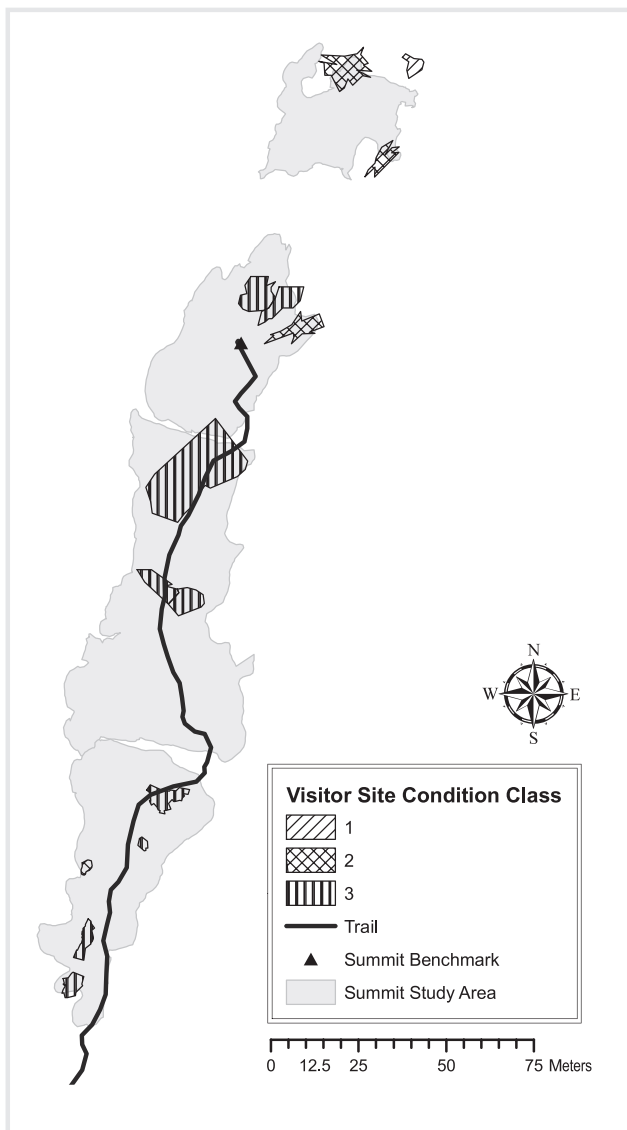 N
W E
S
Visitor Site Condition Class
1
2
3
Trail
Summit Benchmark
Summit Study Area
0 12.5 25 50 75 Meters